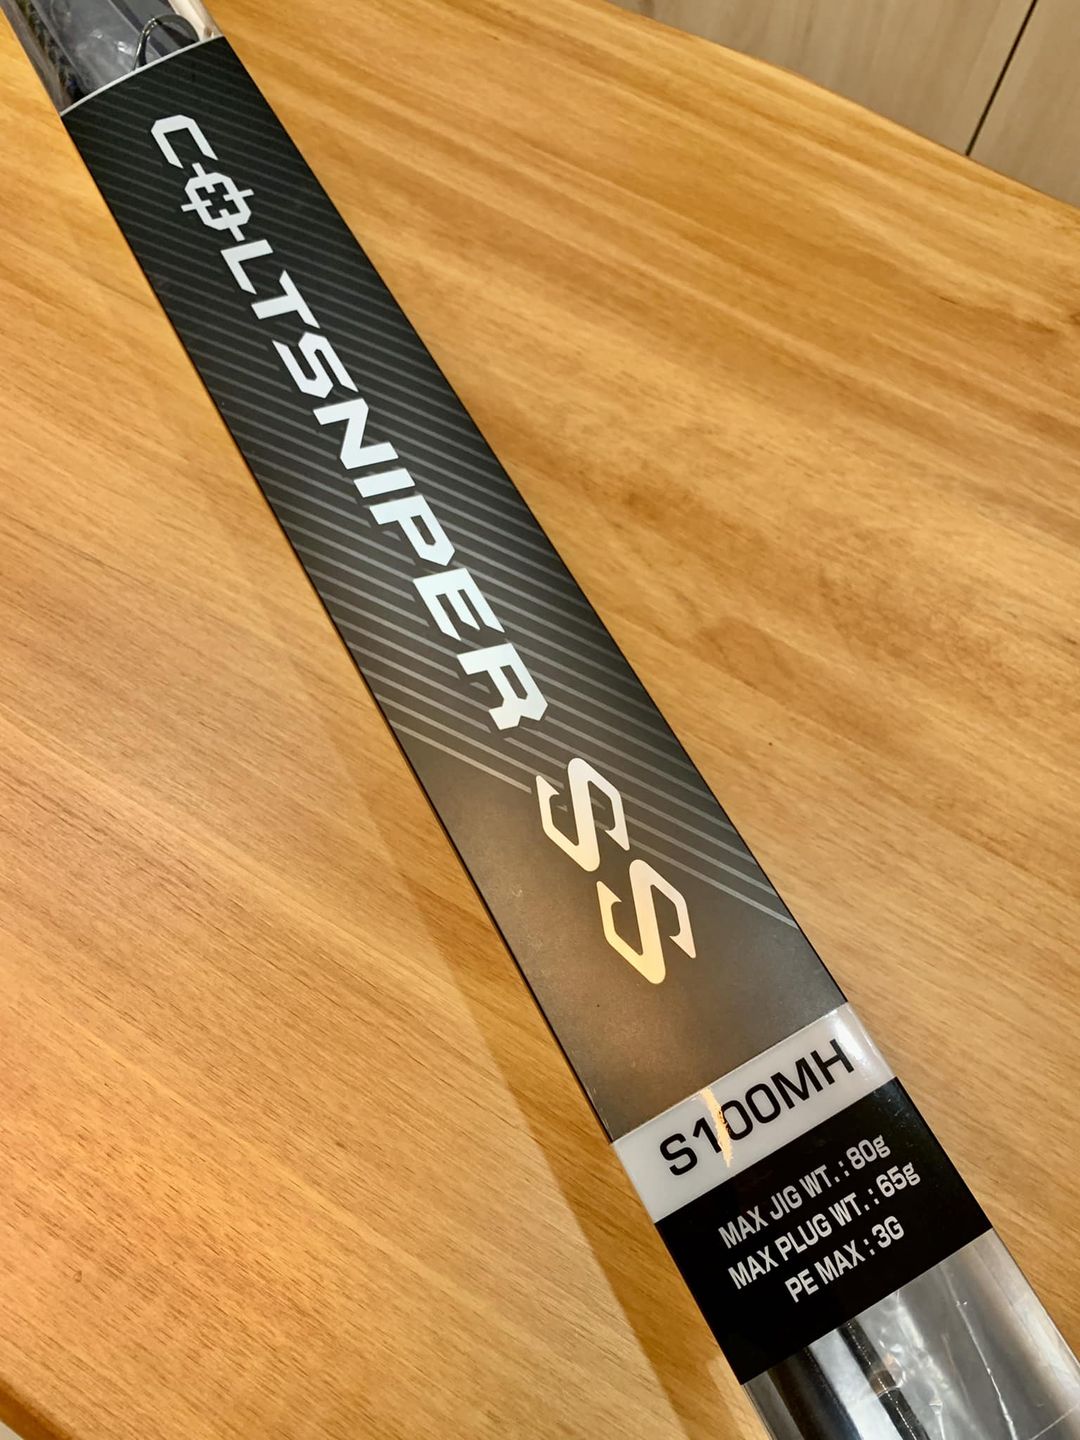 COLTSNIPER SS
S100MH
MAX JIG WT. : 80g
MAX PLUG WT. : 65g
PE MAX : 3G